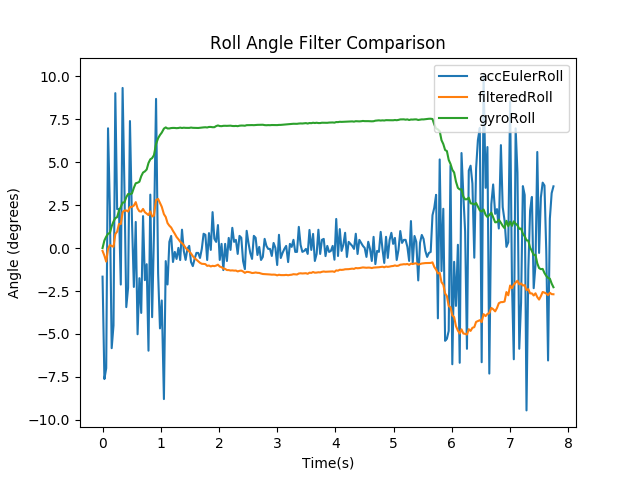 Roll Angle Filter Comparison
accEulerRoll
filteredRoll
gyroRoll
Angle (degrees)
10.0
7.5
5.0
2.5
0.0
−2.5
−5.0
−7.5
−10.0
0 1 2 3 4 5 6 7 8
Time(s)